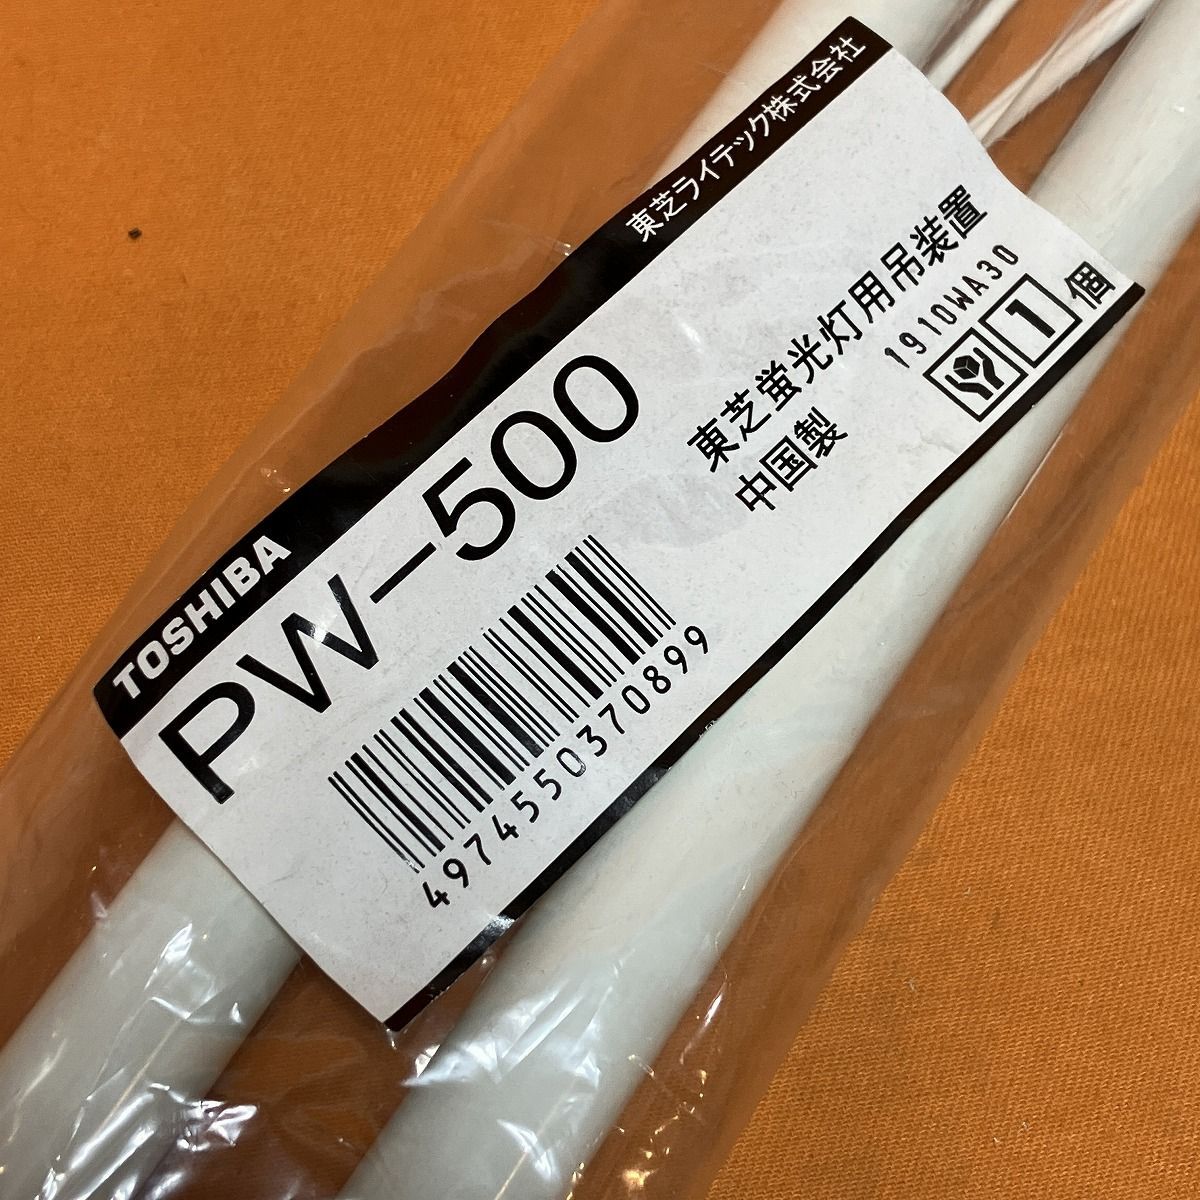 TOSHIBA 東芝ライテック株式会社
PW-500
東芝蛍光灯用吊装置
中国製
1910WA30
1 個
4974550370899